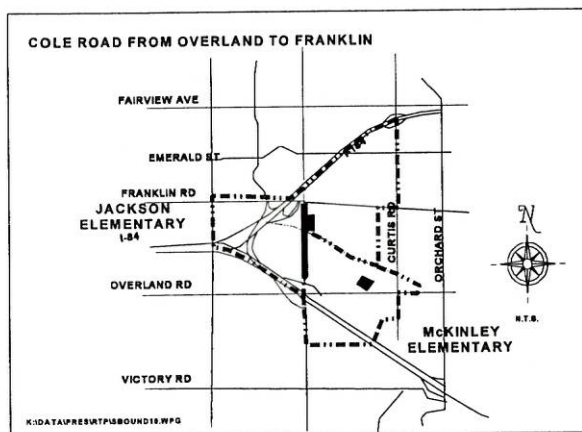 COLE ROAD FROM OVERLAND TO FRANKLIN
FAIRVIEW AVE
EMERALD ST
FRANKLIN RD
JACKSON
ELEMENTARY
I-84
CURTIS RD
ORCHARD ST
N
OVERLAND RD
N.T.S.
McKINLEY
ELEMENTARY
VICTORY RD
K:\DATA\PRES\RTP\SBOUND19.WPG